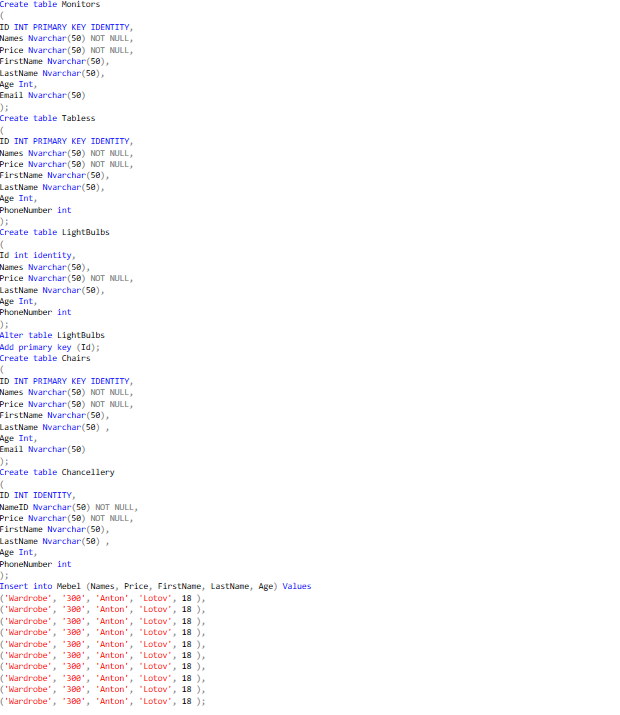 Create table Monitors
(
ID INT PRIMARY KEY IDENTITY,
Names Nvarchar(50) NOT NULL,
Price Nvarchar(50) NOT NULL,
FirstName Nvarchar(50),
LastName Nvarchar(50),
Age Int,
Email Nvarchar(50)
);
Create table Tabless
(
ID INT PRIMARY KEY IDENTITY,
Names Nvarchar(50) NOT NULL,
Price Nvarchar(50) NOT NULL,
FirstName Nvarchar(50),
LastName Nvarchar(50),
Age Int,
PhoneNumber int
);
Create table LightBulbs
(
Id int identity,
Names Nvarchar(50),
Price Nvarchar(50) NOT NULL,
LastName Nvarchar(50),
Age Int,
PhoneNumber int
);
Alter table LightBulbs
Add primary key (Id);
Create table Chairs
(
ID INT PRIMARY KEY IDENTITY,
Names Nvarchar(50) NOT NULL,
Price Nvarchar(50) NOT NULL,
FirstName Nvarchar(50),
LastName Nvarchar(50) ,
Age Int,
Email Nvarchar(50)
);
Create table Chancellery
(
ID INT IDENTITY,
NameID Nvarchar(50) NOT NULL,
Price Nvarchar(50) NOT NULL,
FirstName Nvarchar(50),
LastName Nvarchar(50) ,
Age Int,
PhoneNumber int
);
Insert into Mebel (Names, Price, FirstName, LastName, Age) Values
('Wardrobe', '300', 'Anton', 'Lotov', 18 ),
('Wardrobe', '300', 'Anton', 'Lotov', 18 ),
('Wardrobe', '300', 'Anton', 'Lotov', 18 ),
('Wardrobe', '300', 'Anton', 'Lotov', 18 ),
('Wardrobe', '300', 'Anton', 'Lotov', 18 ),
('Wardrobe', '300', 'Anton', 'Lotov', 18 ),
('Wardrobe', '300', 'Anton', 'Lotov', 18 ),
('Wardrobe', '300', 'Anton', 'Lotov', 18 ),
('Wardrobe', '300', 'Anton', 'Lotov', 18 ),
('Wardrobe', '300', 'Anton', 'Lotov', 18 );